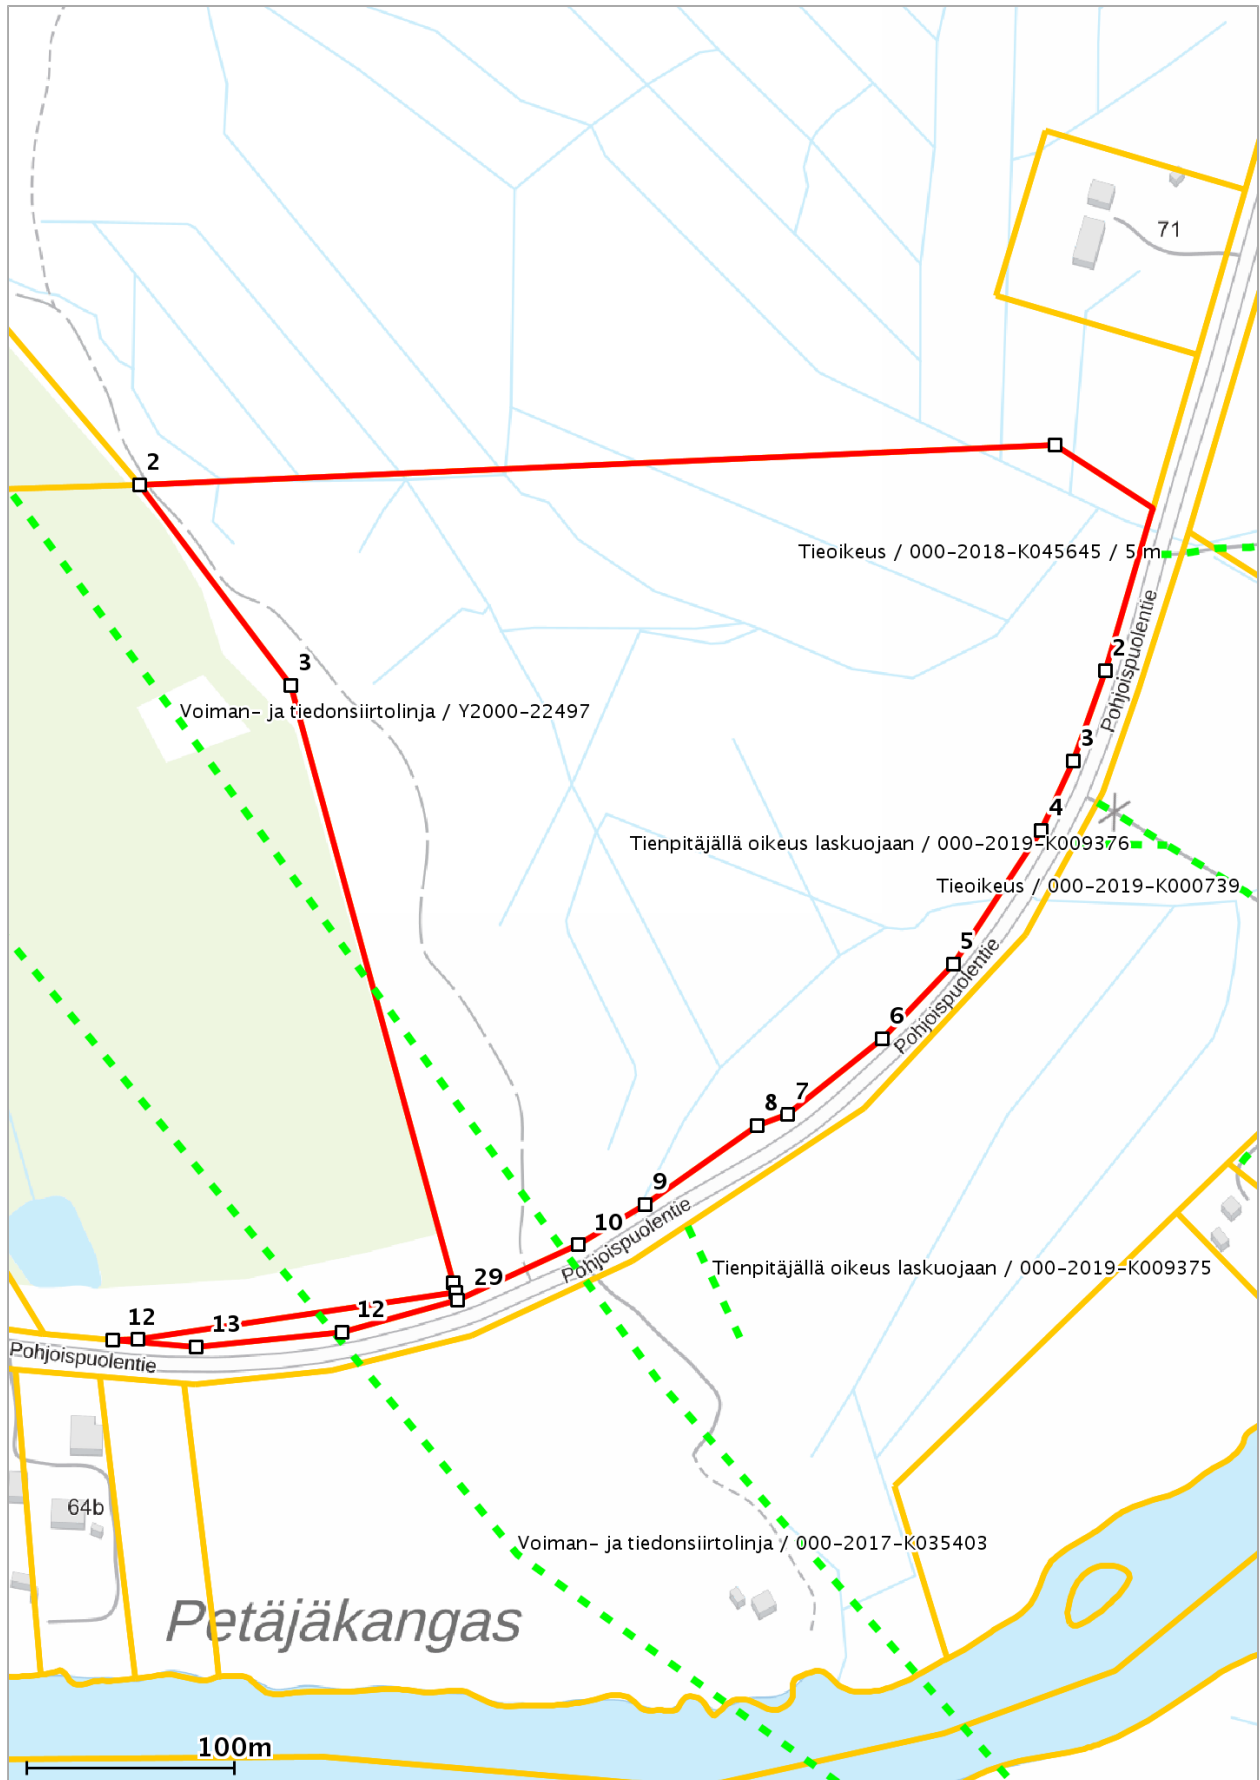 71
2
Tieoikeus / 000-2018-K045645 / 5 m
Pohjoispuolentie
2
3
Voiman- ja tiedonsiirtolinja / Y2000-22497
3
4
Tienpitäjällä oikeus laskuojaan / 000-2019-K009376
Tieoikeus / 000-2019-K000739
5
Pohjoispuolentie
6
7
8
9
10
Pohjoispuolentie
Tienpitäjällä oikeus laskuojaan / 000-2019-K009375
29
12
13
12
Pohjoispuolentie
64b
Voiman- ja tiedonsiirtolinja / 000-2017-K035403
Petäjäkangas
100m